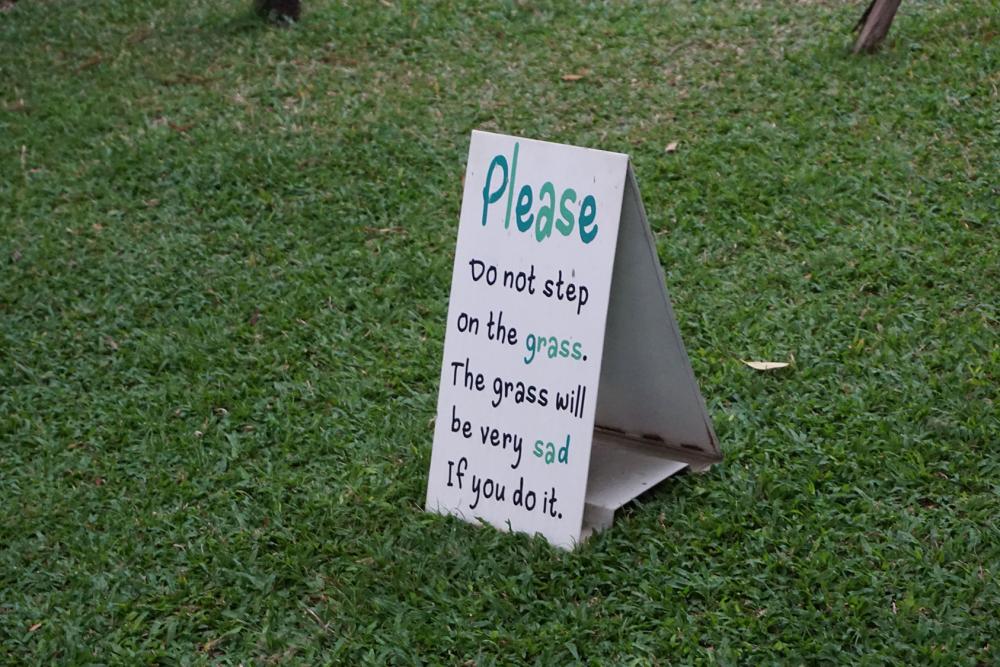 Please
Do not step
on the grass.
The grass will
be very sad
If you do it.